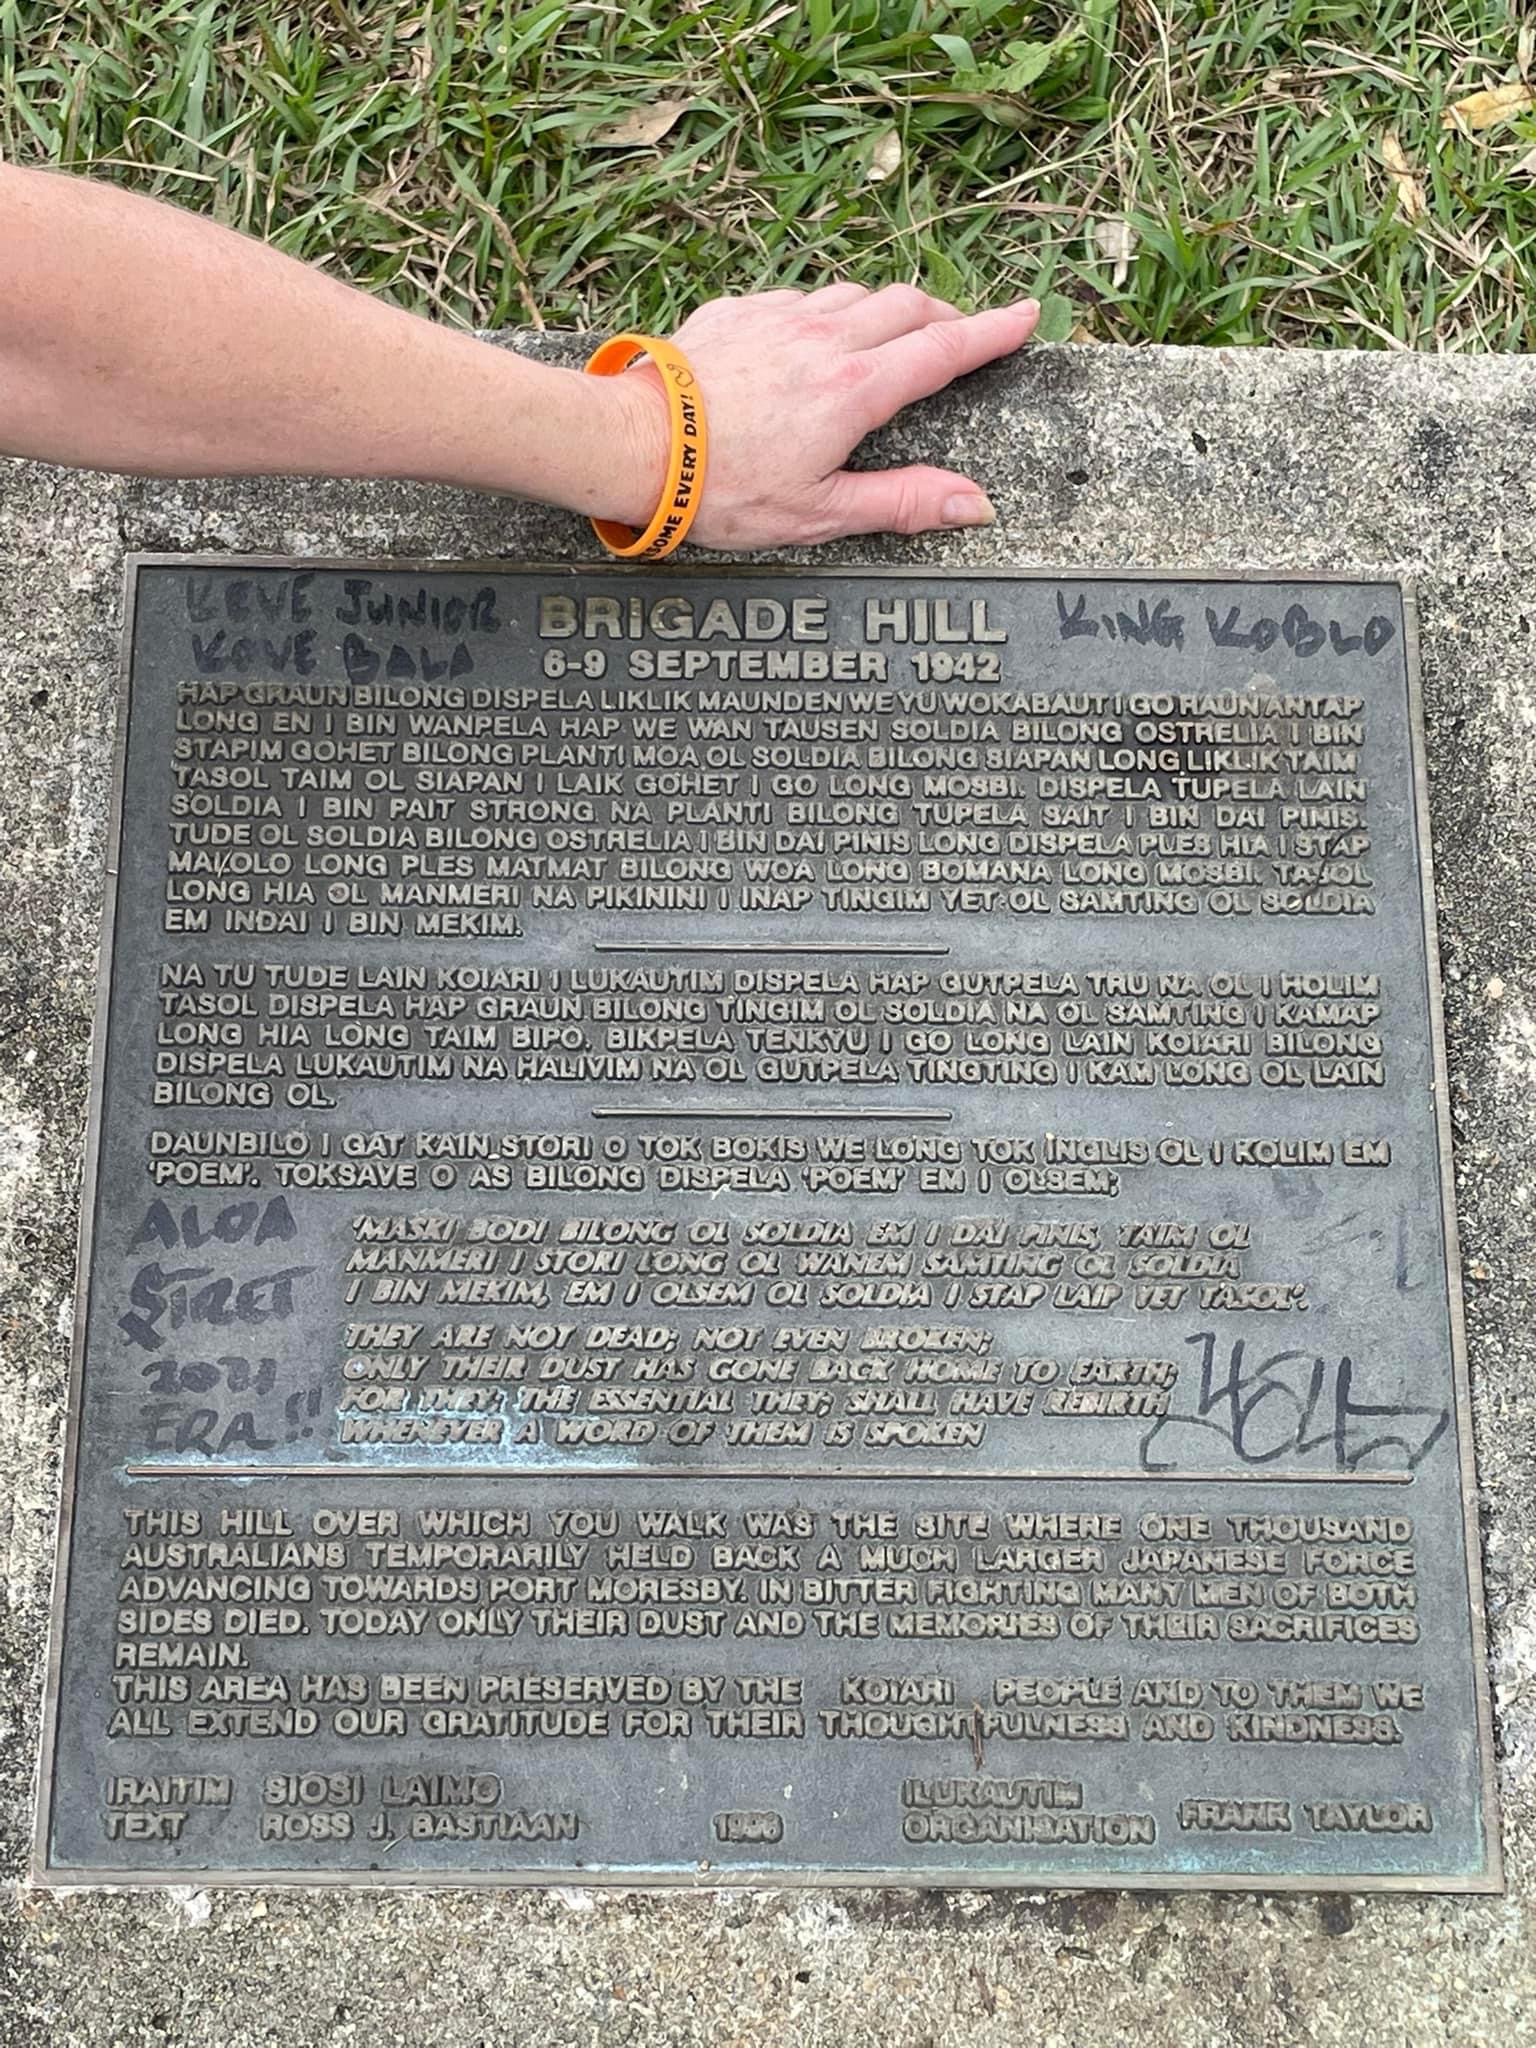 SOME EVERY DAY!
KEVE JUNIOR
KOVE BALA
BRIGADE HILL
KING KOBLO
6-9 SEPTEMBER 1942
HAP GRAUN BILONG DISPELA LIKLIK MAUNDEN WE YU WOKABAUT I GO RAUN ANTAP
LONG EN I BIN WANPELA HAP WE WAN TAUSEN SOLDIA BILONG OSTRELIA I BIN
STAPIM GOHET BILONG PLANTI MOA OL SOLDIA BILONG SIAPAN LONG LIKLIK TAIM
TASOL TAIM OL SIAPAN I LAIK GOHET I GO LONG MOSBI. DISPELA TUPELA LAIN
SOLDIA I BIN PAIT STRONG NA PLANTI BILONG TUPELA SAIT I BIN DAI PINIS.
TUDE OL SOLDIA BILONG OSTRELIA I BIN DAI PINIS LONG DISPELA PLES HIA I STAP
MALOLO LONG PLES MATMAT BILONG WOA LONG BOMANA LONG MOSBI. TASOL
LONG HIA OL MANMERI NA PIKININI I INAP TINGIM YET OL SAMTING OL SOLDIA
EM INDAI I BIN MEKIM.
NA TU TUDE LAIN KOIARI I LUKAUTIM DISPELA HAP GUTPELA TRU NA OL I HOLIM
TASOL DISPELA HAP GRAUN BILONG TINGIM OL SOLDIA NA OL SAMTING I KAMAP
LONG HIA LONG TAIM BIPO. BIKPELA TENKYU I GO LONG LAIN KOIARI BILONG
DISPELA LUKAUTIM NA HALIVIM NA OL GUTPELA TINGTING I KAM LONG OL LAIN
BILONG OL.
DAUNBILO I GAT KAIN STORI O TOK BOKIS WE LONG TOK INGLIS OL I KOLIM EM
'POEM'. TOKSAVE O AS BILONG DISPELA 'POEM' EM I OLSEM;
ALOA
STRET
2021
ERA!!
'MASKI BODI BILONG OL SOLDIA EM I DAI PINIS, TAIM OL
MANMERI I STORI LONG OL WANEM SAMTING OL SOLDIA
I BIN MEKIM, EM I OLSEM OL SOLDIA I STAP LAIP YET TASOL'.
THEY ARE NOT DEAD; NOT EVEN BROKEN;
ONLY THEIR DUST HAS GONE BACK HOME TO EARTH;
FOR THEY; THE ESSENTIAL THEY; SHALL HAVE REBIRTH
WHENEVER A WORD OF THEM IS SPOKEN
THIS HILL OVER WHICH YOU WALK WAS THE SITE WHERE ONE THOUSAND
AUSTRALIANS TEMPORARILY HELD BACK A MUCH LARGER JAPANESE FORCE
ADVANCING TOWARDS PORT MORESBY. IN BITTER FIGHTING MANY MEN OF BOTH
SIDES DIED. TODAY ONLY THEIR DUST AND THE MEMORIES OF THEIR SACRIFICES
REMAIN.
THIS AREA HAS BEEN PRESERVED BY THE KOIARI PEOPLE AND TO THEM WE
ALL EXTEND OUR GRATITUDE FOR THEIR THOUGHTFULNESS AND KINDNESS.
IRAITIM SIOSI LAIMO
TEXT ROSS J. BASTIAAN
ILUKAUTIM
ORGANISATION FRANK TAYLOR